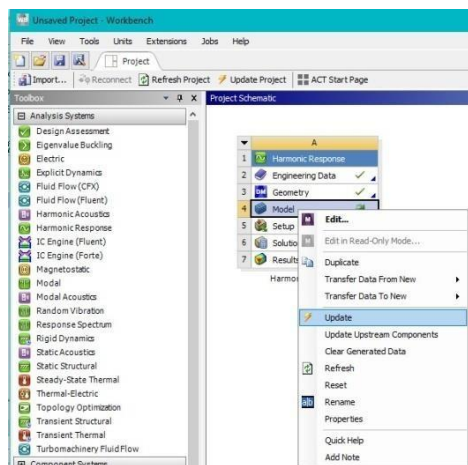 Unsaved Project - Workbench
File View Tools Units Extensions Jobs Help
Project
Import... Reconnect Refresh Project Update Project ACT Start Page
Toolbox
Project Schematic
Analysis Systems
Design Assessment
Eigenvalue Buckling
Electric
Explicit Dynamics
Fluid Flow (CFX)
Fluid Flow (Fluent)
Harmonic Acoustics
Harmonic Response
IC Engine (Fluent)
IC Engine (Forte)
Magnetostatic
Modal
Modal Acoustics
Random Vibration
Response Spectrum
Rigid Dynamics
Static Acoustics
Static Structural
Steady-State Thermal
Thermal-Electric
Topology Optimization
Transient Structural
Transient Thermal
Turbomachinery Fluid Flow
Component Systems
A
1 Harmonic Response
2 Engineering Data
3 DM Geometry
4 Model
5 Setup
6 Solutio
7 Results
Harmor
Edit...
Edit in Read-Only Mode...
Duplicate
Transfer Data From New
Transfer Data To New
Update
Update Upstream Components
Clear Generated Data
Refresh
Reset
Rename
Properties
Quick Help
Add Note